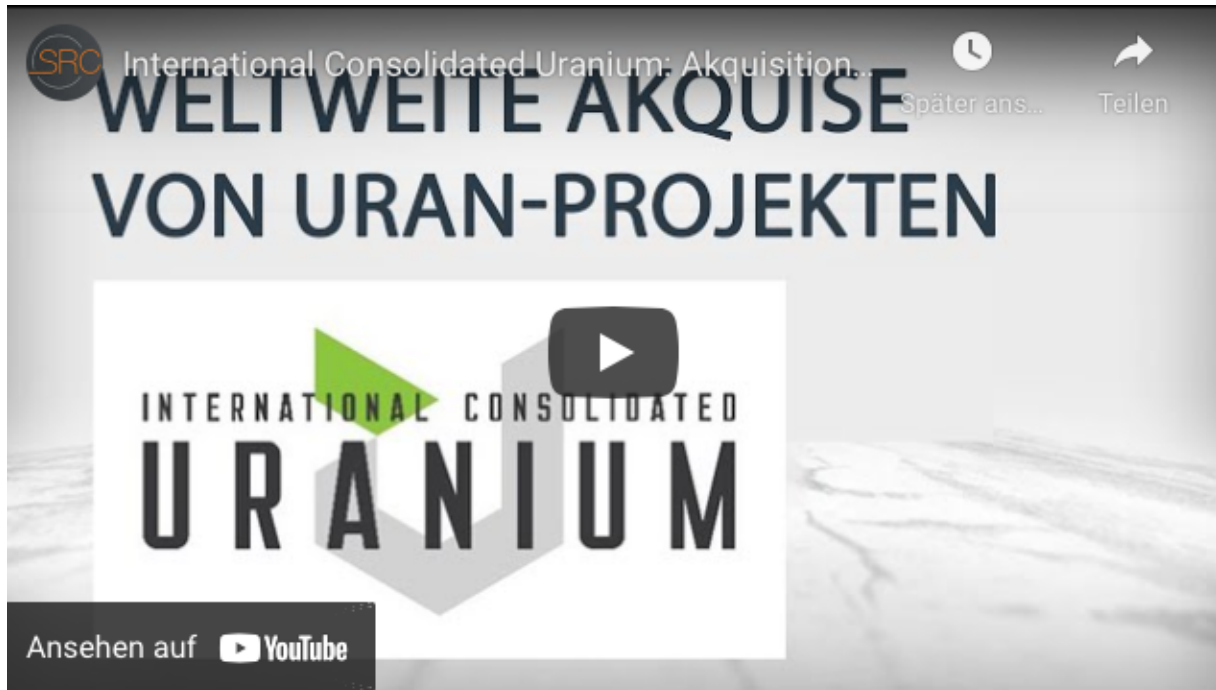 SRC
International Consolidated Uranium: Akquisition...
Später ans...
Teilen
WELTWEITE AKQUISE
VON URAN-PROJEKTEN
INTERNATIONAL CONSOLIDATED
URANIUM
Ansehen auf YouTube